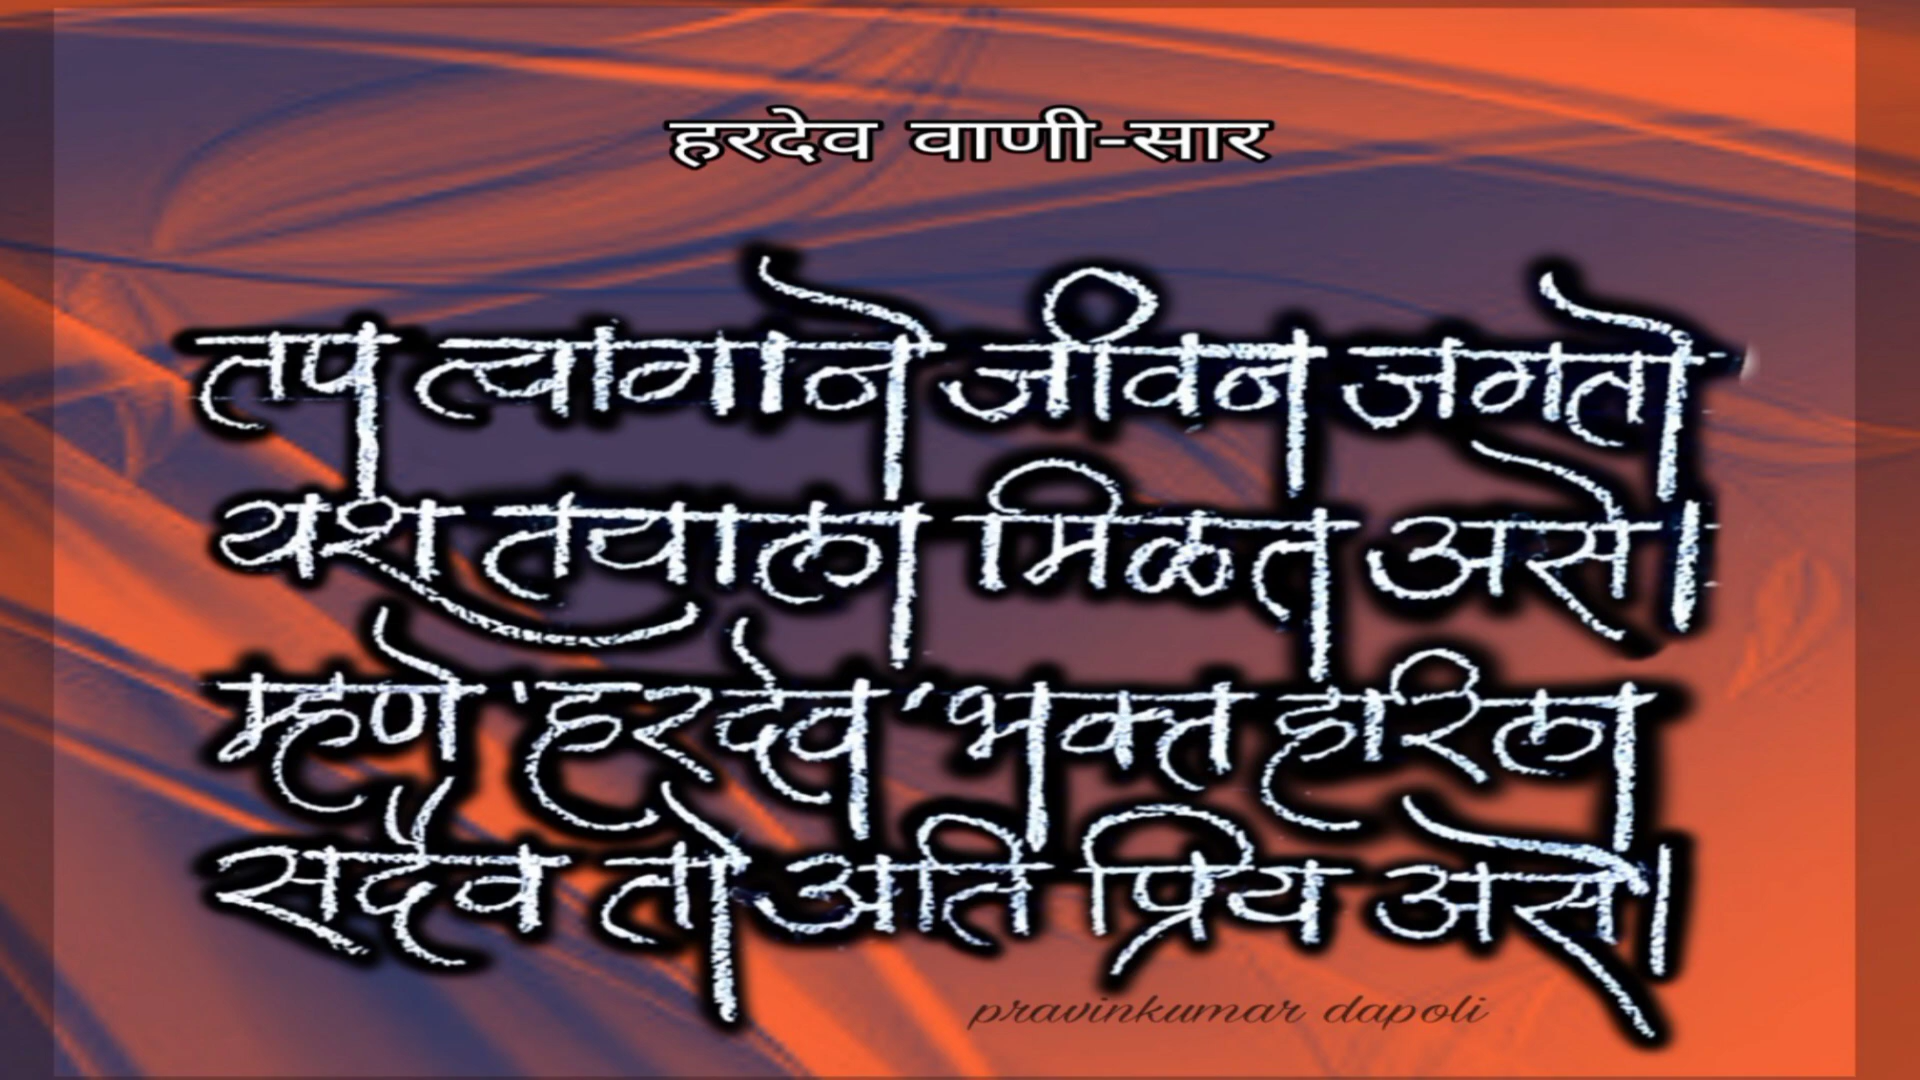 हरदेव वाणी-सार
तप त्यागाने जीवन जगतो
यश तयाला मिळत असे।
म्हणे 'हरदेव' भक्त हरिला
सदैव तो अति प्रिय असे।
pravinkumar dapoli